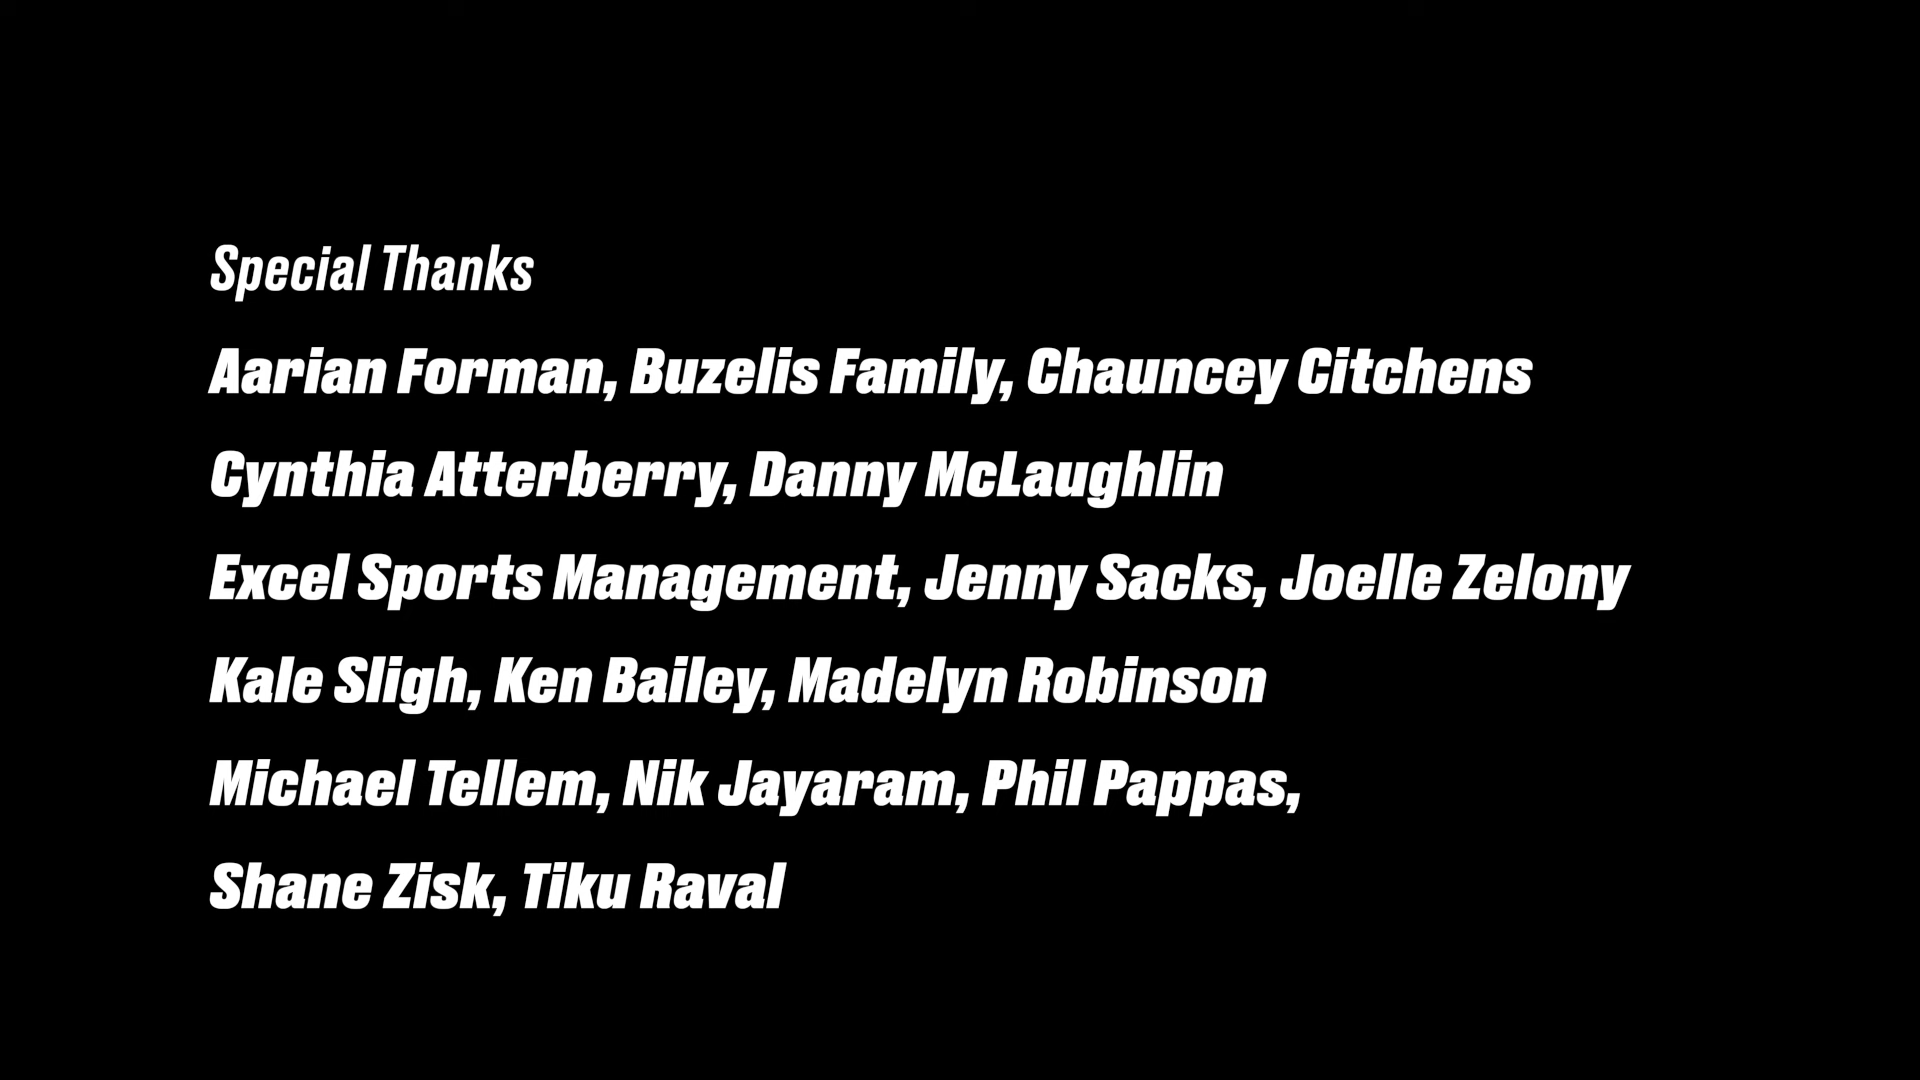 Special Thanks
Aarian Forman, Buzelis Family, Chauncey Citchens
Cynthia Atterberry, Danny McLaughlin
Excel Sports Management, Jenny Sacks, Joelle Zelony
Kale Sligh, Ken Bailey, Madelyn Robinson
Michael Tellem, Nik Jayaram, Phil Pappas,
Shane Zisk, Tiku Raval